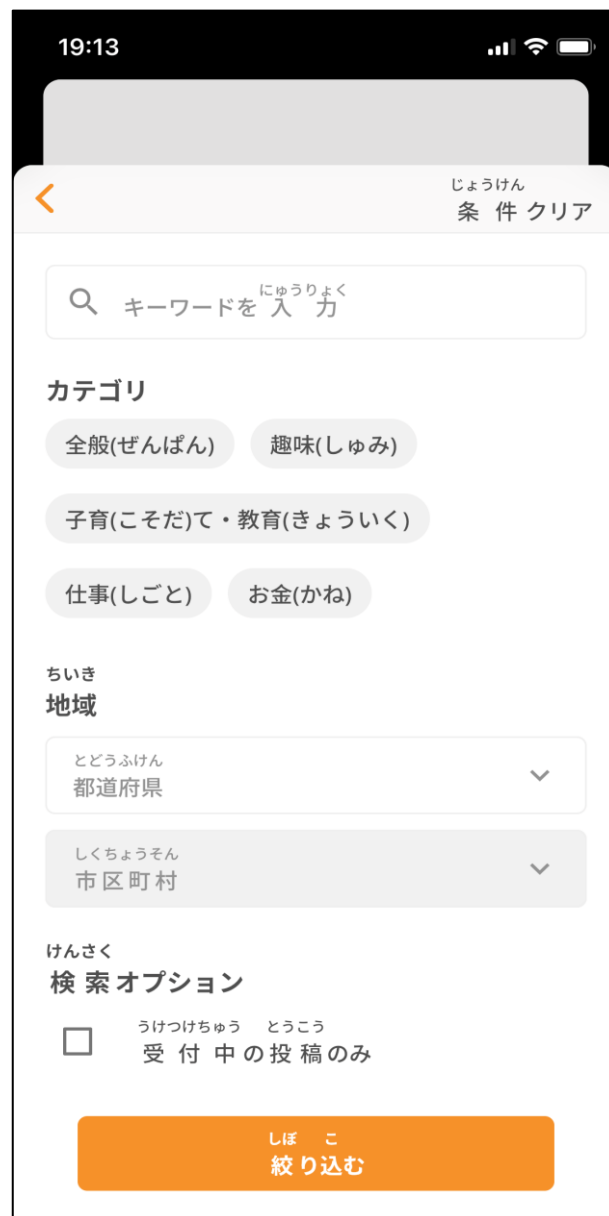 19:13
じょうけん
条件クリア
にゅうりょく
キーワードを入力
カテゴリ
全般(ぜんぱん) 趣味(しゅみ)
子育(こそだ)て・教育(きょういく)
仕事(しごと) お金(かね)
ちいき
地域
とどうふけん
都道府県
しくちょうそん
市区町村
けんさく
検索オプション
うけつけちゅう とうこう
受付中の投稿のみ
しぼ こ
絞り込む